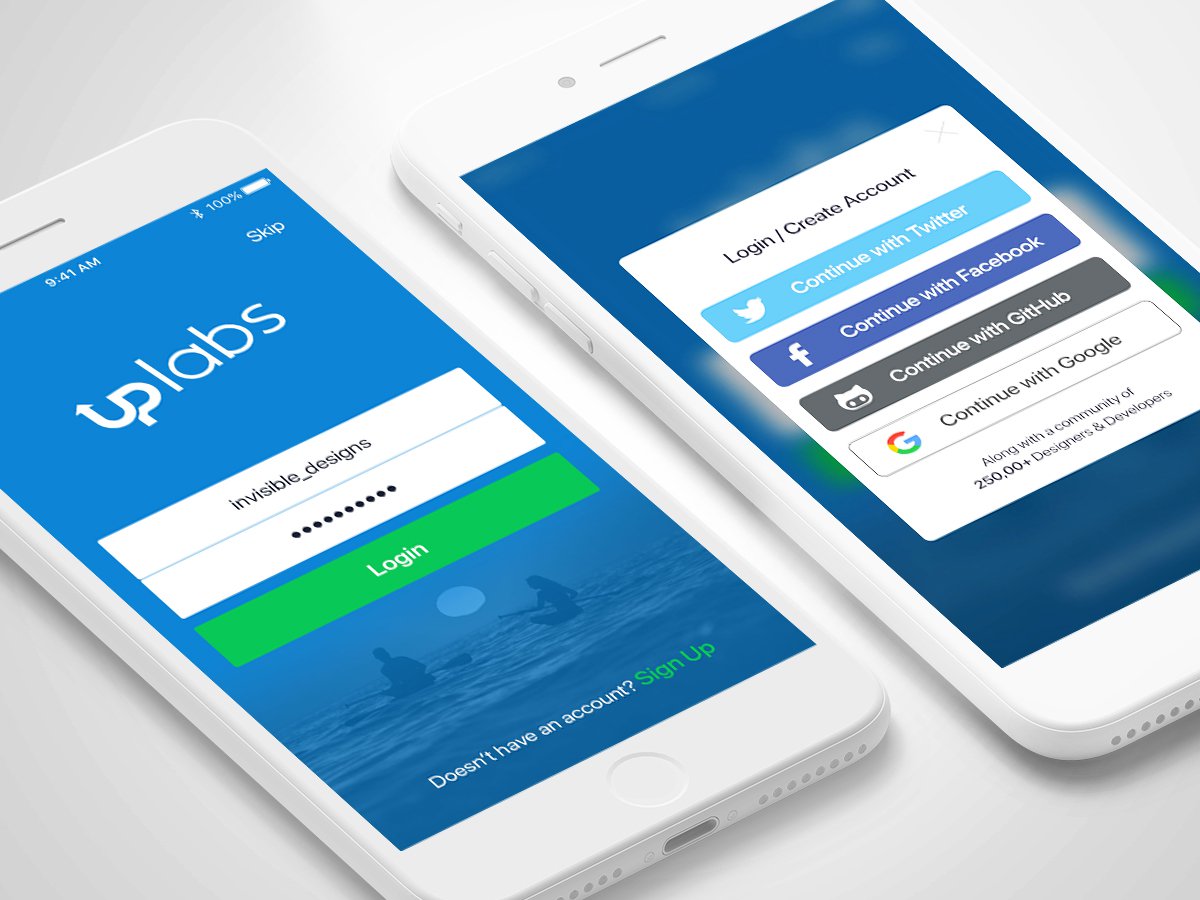 9:41 AM
100%
Skip
uplabs
invisible_designs
••••••••••
Login
Doesn't have an account? Sign Up
Login / Create Account
Continue with Twitter
Continue with Facebook
Continue with GitHub
Continue with Google
Along with a community of
250,00+ Designers & Developers